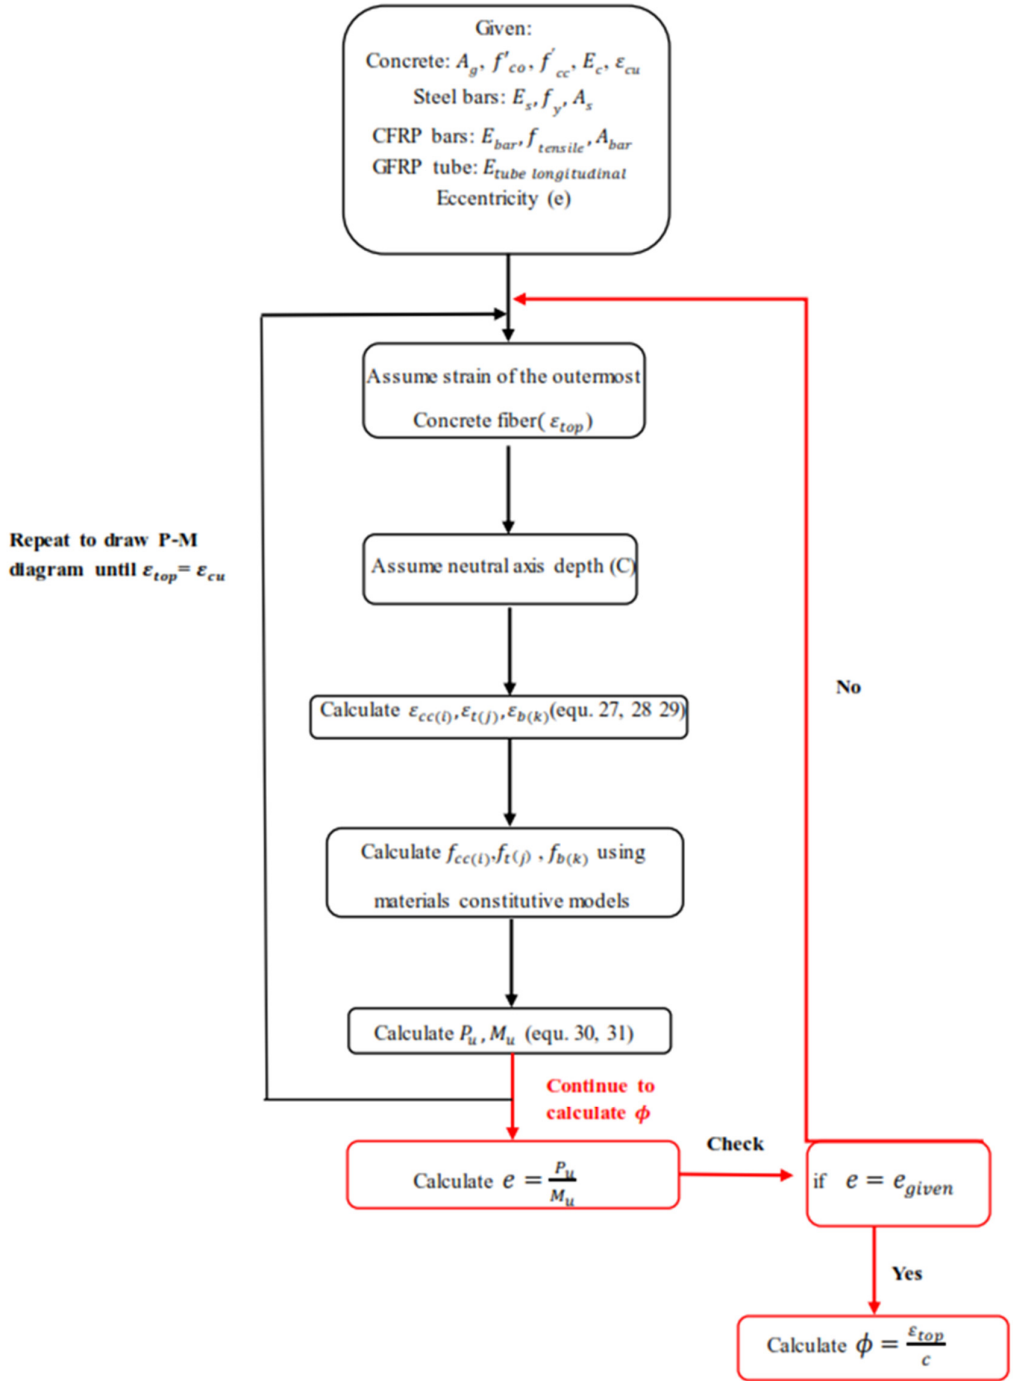 Given:
Concrete: A_g, f'_co, f'_cc, E_c, ε_cu
Steel bars: E_s, f_y, A_s
CFRP bars: E_bar, f_tensile, A_bar
GFRP tube: E_tube longitudinal
Eccentricity (e)
Assume strain of the outermost
Concrete fiber( ε_top)
Repeat to draw P-M
diagram until ε_top= ε_cu
Assume neutral axis depth (C)
No
Calculate ε_cc(i),ε_t(j),ε_b(k)(equ. 27, 28 29)
Calculate f_cc(i),f_t(j) , f_b(k) using
materials constitutive models
Calculate P_u , M_u (equ. 30, 31)
Continue to
calculate ϕ
Check
Calculate e = P_u/M_u
if e = e_given
Yes
Calculate ϕ = ε_top/c